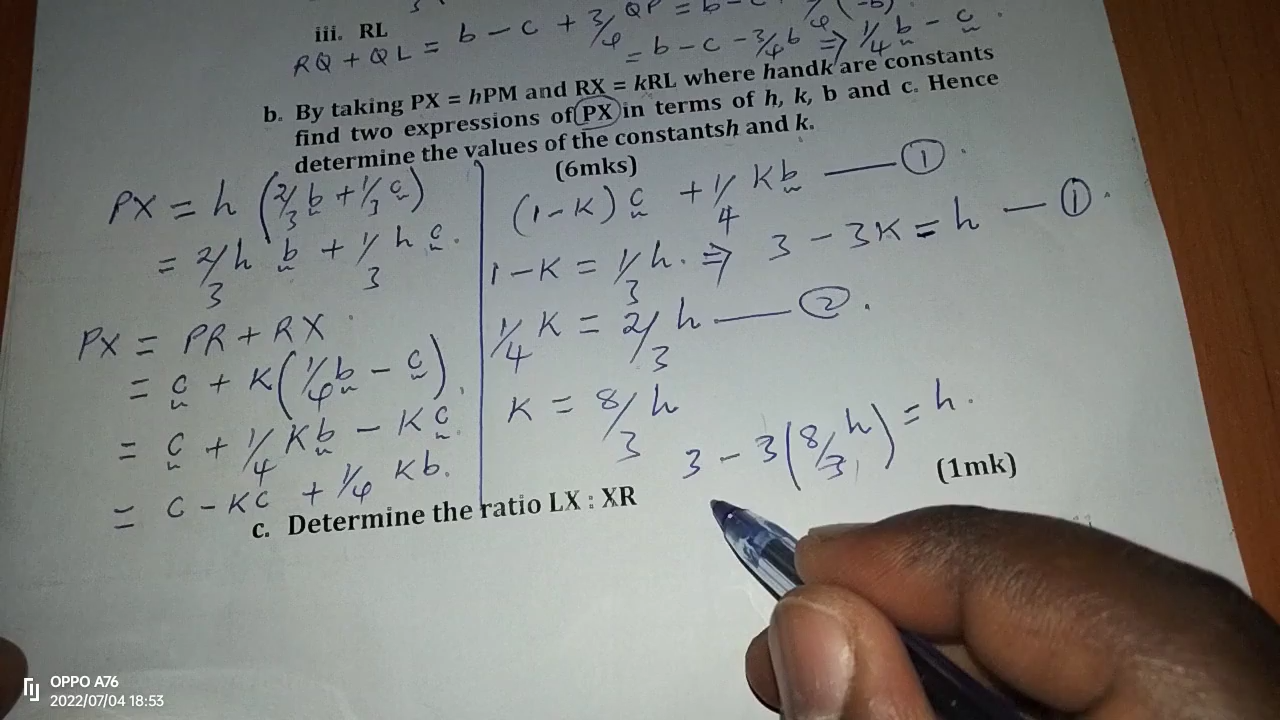 iii. RL
RQ + QL = b - c + 3/4 QP = b - c
= b - c - 3/4 b ⇒ 1/4 b - c
b. By taking PX = hPM and RX = kRL where handk are constants
find two expressions of PX in terms of h, k, b and c. Hence
determine the values of the constantsh and k.
(6mks)
PX = h (2/3 b + 1/3 c)
= 2/3 h b + 1/3 h c.
PX = PR + RX
= c + K(1/4 b - c)
= c + 1/4 K b - K c
= c - Kc + 1/4 Kb.
(1-K) c + 1/4 K b — 1
1 - K = 1/3 h. ⇒ 3 - 3K = h — 1.
1/4 K = 2/3 h — 2.
K = 8/3 h
3 - 3(8/3 h) = h.
(1mk)
c. Determine the ratio LX : XR
OPPO A76
2022/07/04 18:53